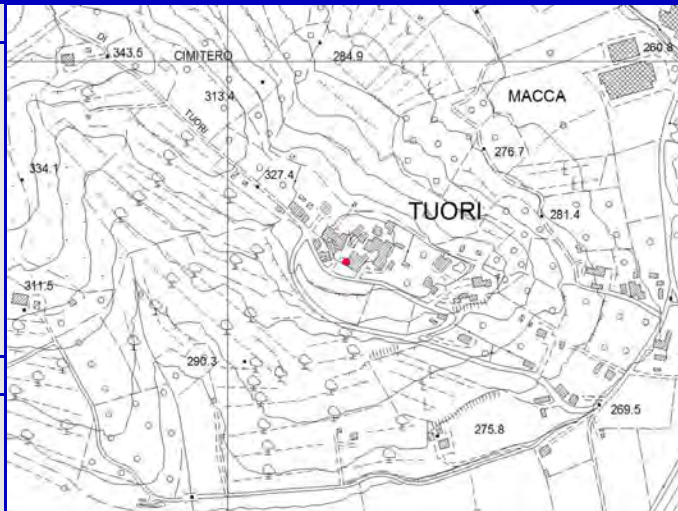 DI
343.5
CIMITERO
284.9
260.8
313.4
TUORI
MACCA
276.7
334.1
327.4
TUORI
281.4
311.5
290.3
269.5
275.8